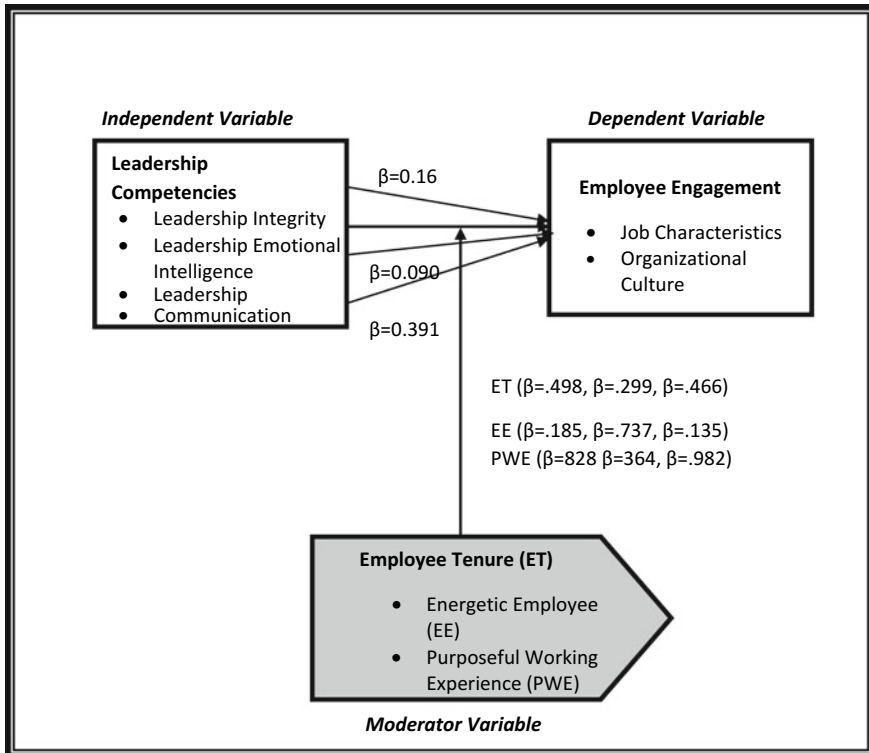 Independent Variable
Leadership
Competencies
• Leadership Integrity
• Leadership Emotional
Intelligence
• Leadership
• Communication
β=0.16
β=0.090
β=0.391
Dependent Variable
Employee Engagement
• Job Characteristics
• Organizational
Culture
ET (β=.498, β=.299, β=.466)
EE (β=.185, β=.737, β=.135)
PWE (β=828 β=364, β=.982)
Employee Tenure (ET)
• Energetic Employee
(EE)
• Purposeful Working
Experience (PWE)
Moderator Variable